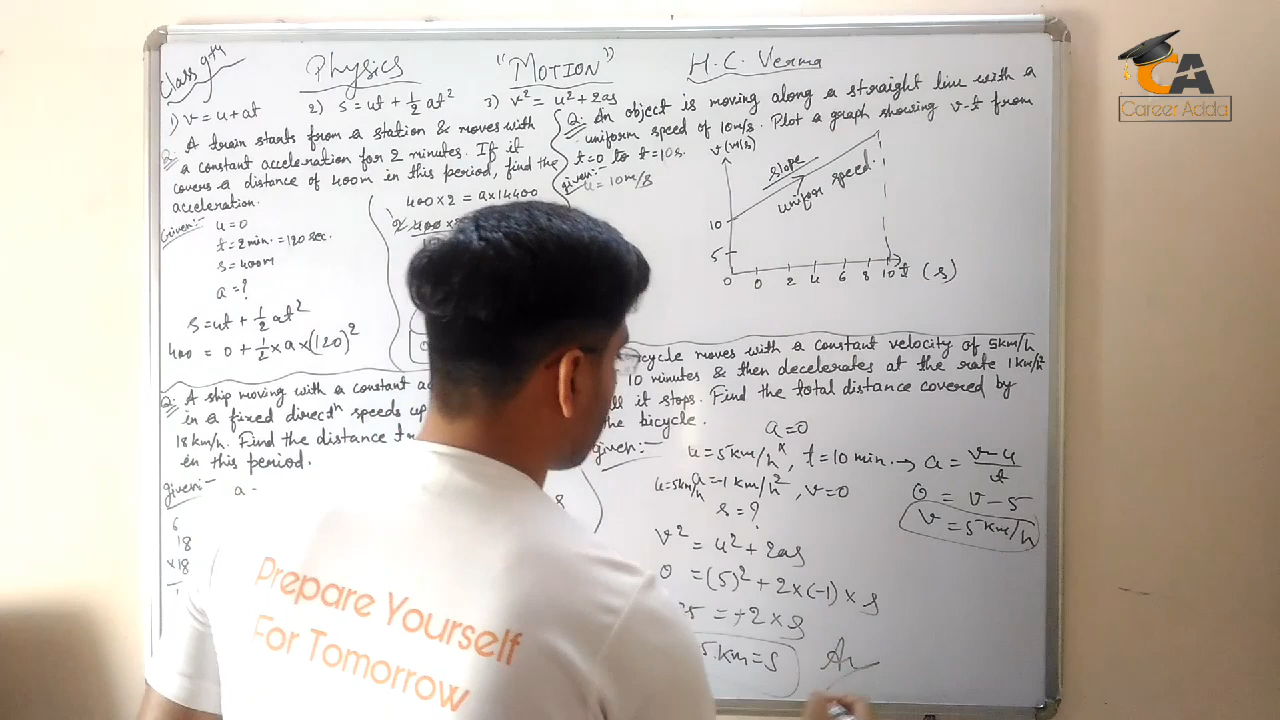 Class 9th
Physics
"MOTION"
H.C. Verma
1) v = u + at
2) s = ut + 1/2 at²
3) v² = u² + 2as
Q. A train starts from a station & moves with
a constant acceleration for 2 minutes. If it
covers a distance of 400m in this period, find the
acceleration.
Given:-
u = 0
t = 2 min. = 120 sec.
s = 400m
a = ?
s = ut + 1/2 at²
400 = 0 + 1/2 × a × (120)²
400 × 2 = a × 14400
Q. An object is moving along a straight line with a
uniform speed of 10m/s. Plot a graph showing v-t from
t=0 to t=10s.
given:-
u = 10m/s
v (m/s)
slope
uniform speed.
10
5
0
0 2 4 6 8 10 t (s)
Q. A ship moving with a constant
in a fixed directn speeds up
18km/h. Find the distance
in this period.
given:-
a -
6
18
×18
cycle moves with a constant velocity of 5km/h
10 minutes & then decelerates at the rate 1km/h²
it stops. Find the total distance covered by
the bicycle.
given:-
a=0
u = 5km/h, t = 10 min. → a = v-u/t
u=5km/h a=-1 km/h², v=0
0 = v - 5
s = ?
v = 5km/h
v² = u² + 2as
0 = (5)² + 2×(-1)×s
= +2 × s
5 km = s
CA
Career Adda
Prepare Yourself
For Tomorrow